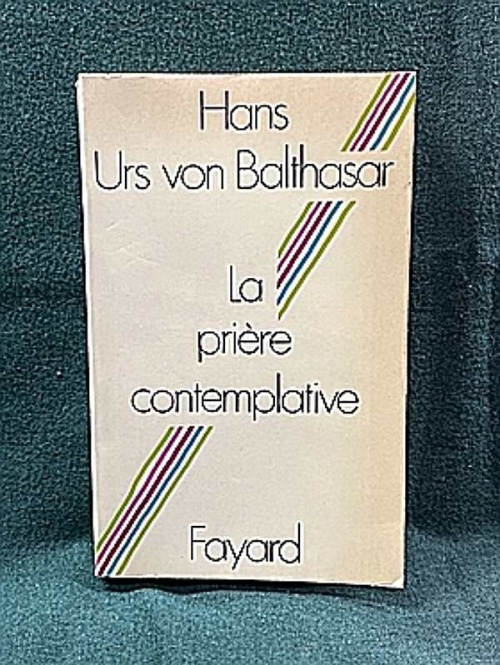 Hans
Urs von Balthasar
La
prière
contemplative
Fayard